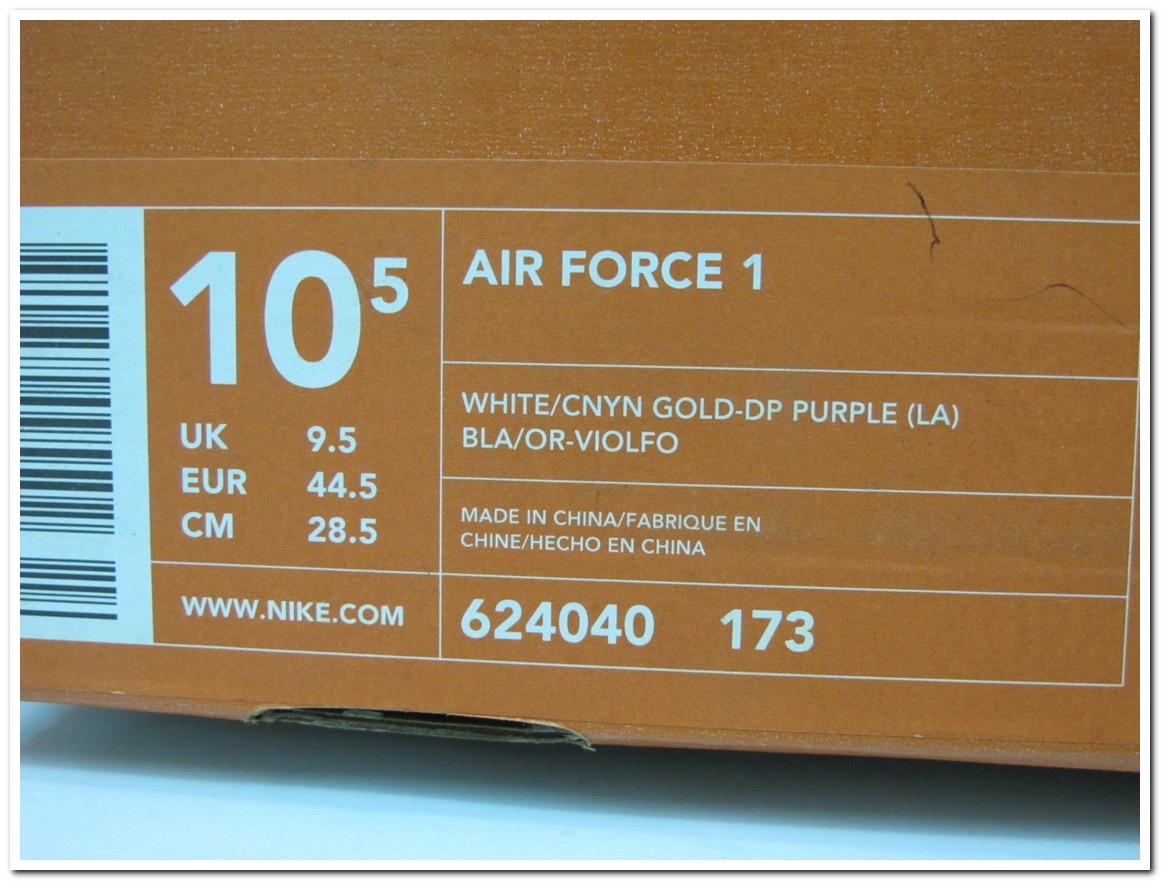 10 5
UK 9.5
EUR 44.5
CM 28.5
WWW.NIKE.COM
AIR FORCE 1
WHITE/CNYN GOLD-DP PURPLE (LA)
BLA/OR-VIOLFO
MADE IN CHINA/FABRIQUE EN
CHINE/HECHO EN CHINA
624040 173